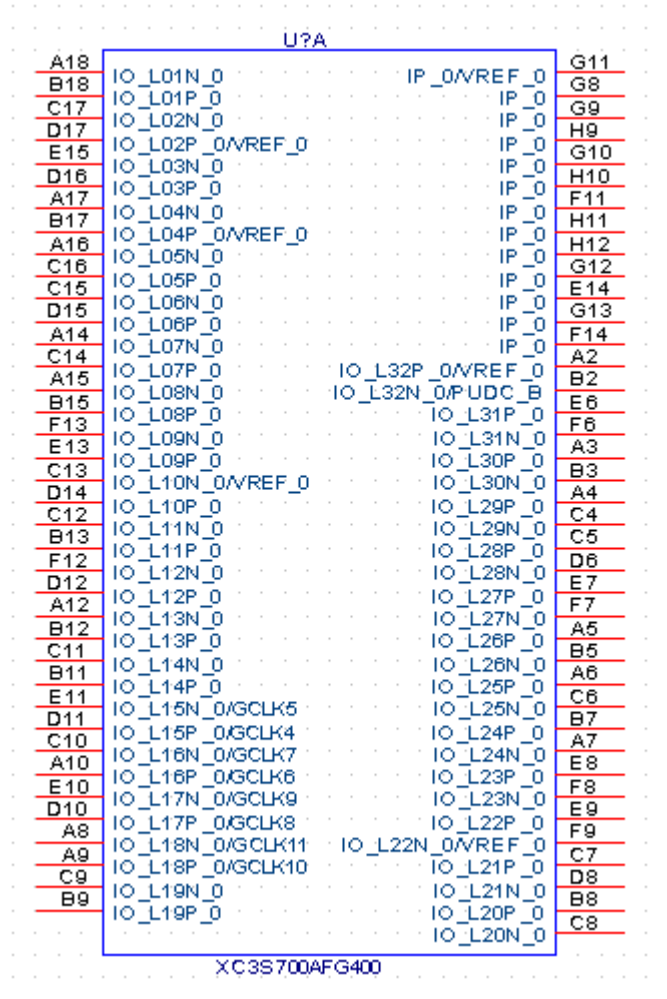 U?A
A18 IO_L01N_0 IP_0/VREF_0 G11
B18 IO_L01P_0 IP_0 G8
C17 IO_L02N_0 IP_0 G9
D17 IO_L02P_0/VREF_0 IP_0 H9
E15 IO_L03N_0 IP_0 G10
D16 IO_L03P_0 IP_0 H10
A17 IO_L04N_0 IP_0 F11
B17 IO_L04P_0/VREF_0 IP_0 H11
A16 IO_L05N_0 IP_0 H12
C16 IO_L05P_0 IP_0 G12
C15 IO_L06N_0 IP_0 E14
D15 IO_L06P_0 IP_0 G13
A14 IO_L07N_0 IP_0 F14
C14 IO_L07P_0 IO_L32P_0/VREF_0 A2
A15 IO_L08N_0 IO_L32N_0/PUDC_B B2
B15 IO_L08P_0 IO_L31P_0 E6
F13 IO_L09N_0 IO_L31N_0 F6
E13 IO_L09P_0 IO_L30P_0 A3
C13 IO_L10N_0/VREF_0 IO_L30N_0 B3
D14 IO_L10P_0 IO_L29P_0 A4
C12 IO_L11N_0 IO_L29N_0 C4
B13 IO_L11P_0 IO_L28P_0 C5
F12 IO_L12N_0 IO_L28N_0 D6
D12 IO_L12P_0 IO_L27P_0 E7
A12 IO_L13N_0 IO_L27N_0 F7
B12 IO_L13P_0 IO_L26P_0 A5
C11 IO_L14N_0 IO_L26N_0 B5
B11 IO_L14P_0 IO_L25P_0 A6
E11 IO_L15N_0/GCLK5 IO_L25N_0 C6
D11 IO_L15P_0/GCLK4 IO_L24P_0 B7
C10 IO_L16N_0/GCLK7 IO_L24N_0 A7
A10 IO_L16P_0/GCLK6 IO_L23P_0 E8
E10 IO_L17N_0/GCLK9 IO_L23N_0 F8
D10 IO_L17P_0/GCLK8 IO_L22P_0 E9
A8 IO_L18N_0/GCLK11 IO_L22N_0/VREF_0 F9
A9 IO_L18P_0/GCLK10 IO_L21P_0 C7
C9 IO_L19N_0 IO_L21N_0 D8
B9 IO_L19P_0 IO_L20P_0 B8
IO_L20N_0 C8
XC3S700AFG400